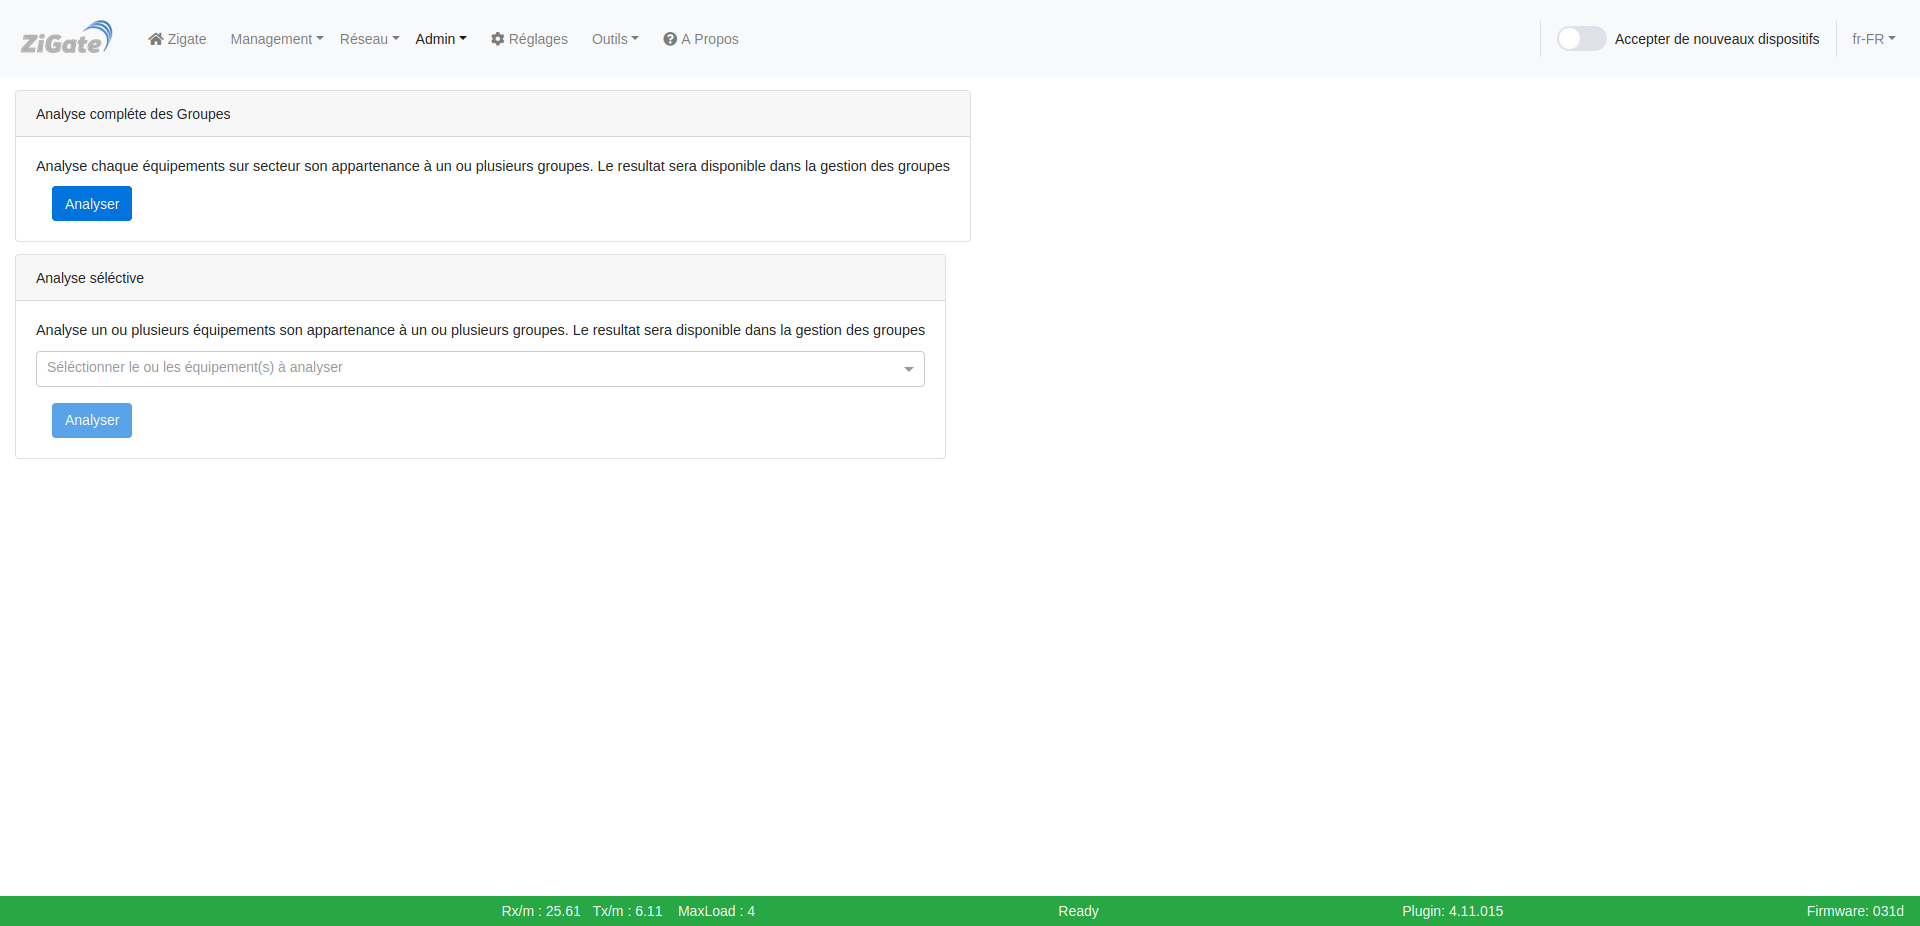 ZiGate Zigate Management Réseau Admin Réglages Outils A Propos Accepter de nouveaux dispositifs fr-FR
Analyse compléte des Groupes
Analyse chaque équipements sur secteur son appartenance à un ou plusieurs groupes. Le resultat sera disponible dans la gestion des groupes
Analyser
Analyse séléctive
Analyse un ou plusieurs équipements son appartenance à un ou plusieurs groupes. Le resultat sera disponible dans la gestion des groupes
Séléctionner le ou les équipement(s) à analyser
Analyser
Rx/m : 25.61 Tx/m : 6.11 MaxLoad : 4 Ready Plugin: 4.11.015 Firmware: 031d